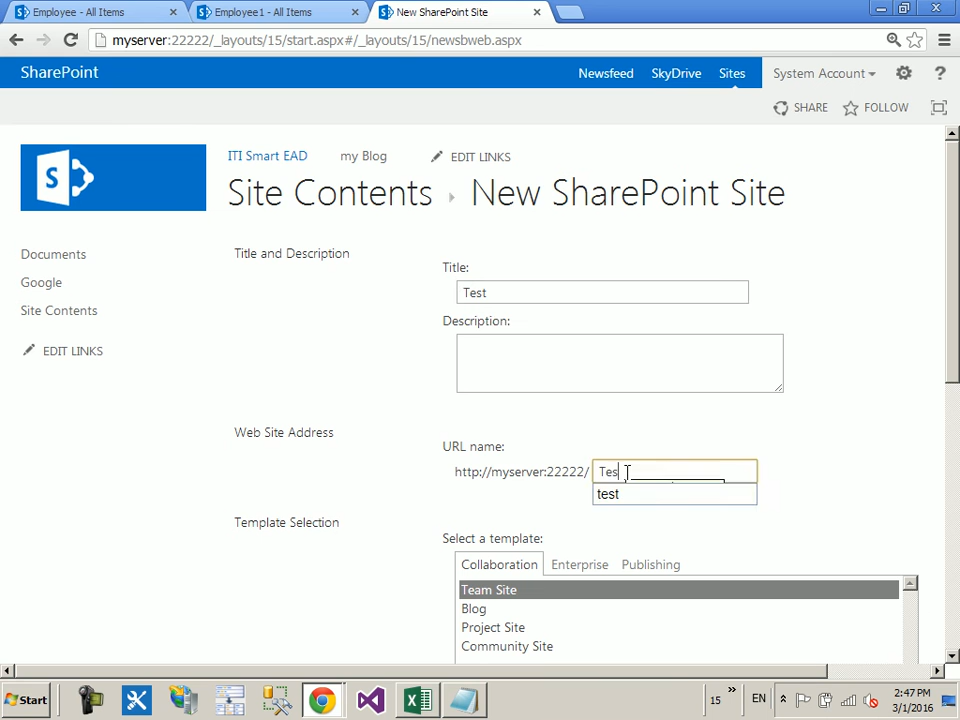 Employee - All Items
Employee1 - All Items
New SharePoint Site
myserver:22222/_layouts/15/start.aspx#/_layouts/15/newsbweb.aspx
SharePoint
Newsfeed
SkyDrive
Sites
System Account
?
SHARE
FOLLOW
S
ITI Smart EAD
my Blog
EDIT LINKS
Site Contents
New SharePoint Site
Documents
Google
Site Contents
EDIT LINKS
Title and Description
Title:
Test
Description:
Web Site Address
URL name:
http://myserver:22222/
Tes
test
Template Selection
Select a template:
Collaboration
Enterprise
Publishing
Team Site
Blog
Project Site
Community Site
Start
15
EN
2:47 PM
3/1/2016